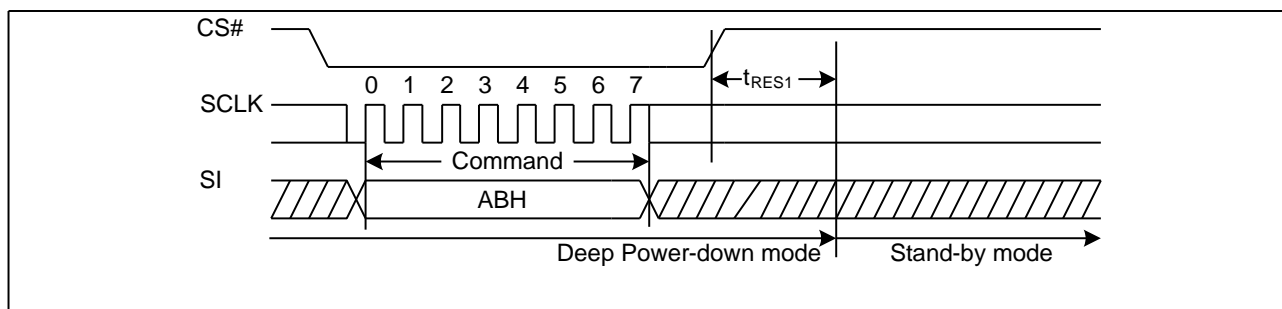 CS#
tRES1
0 1 2 3 4 5 6 7
SCLK
Command
SI
ABH
Deep Power-down mode Stand-by mode